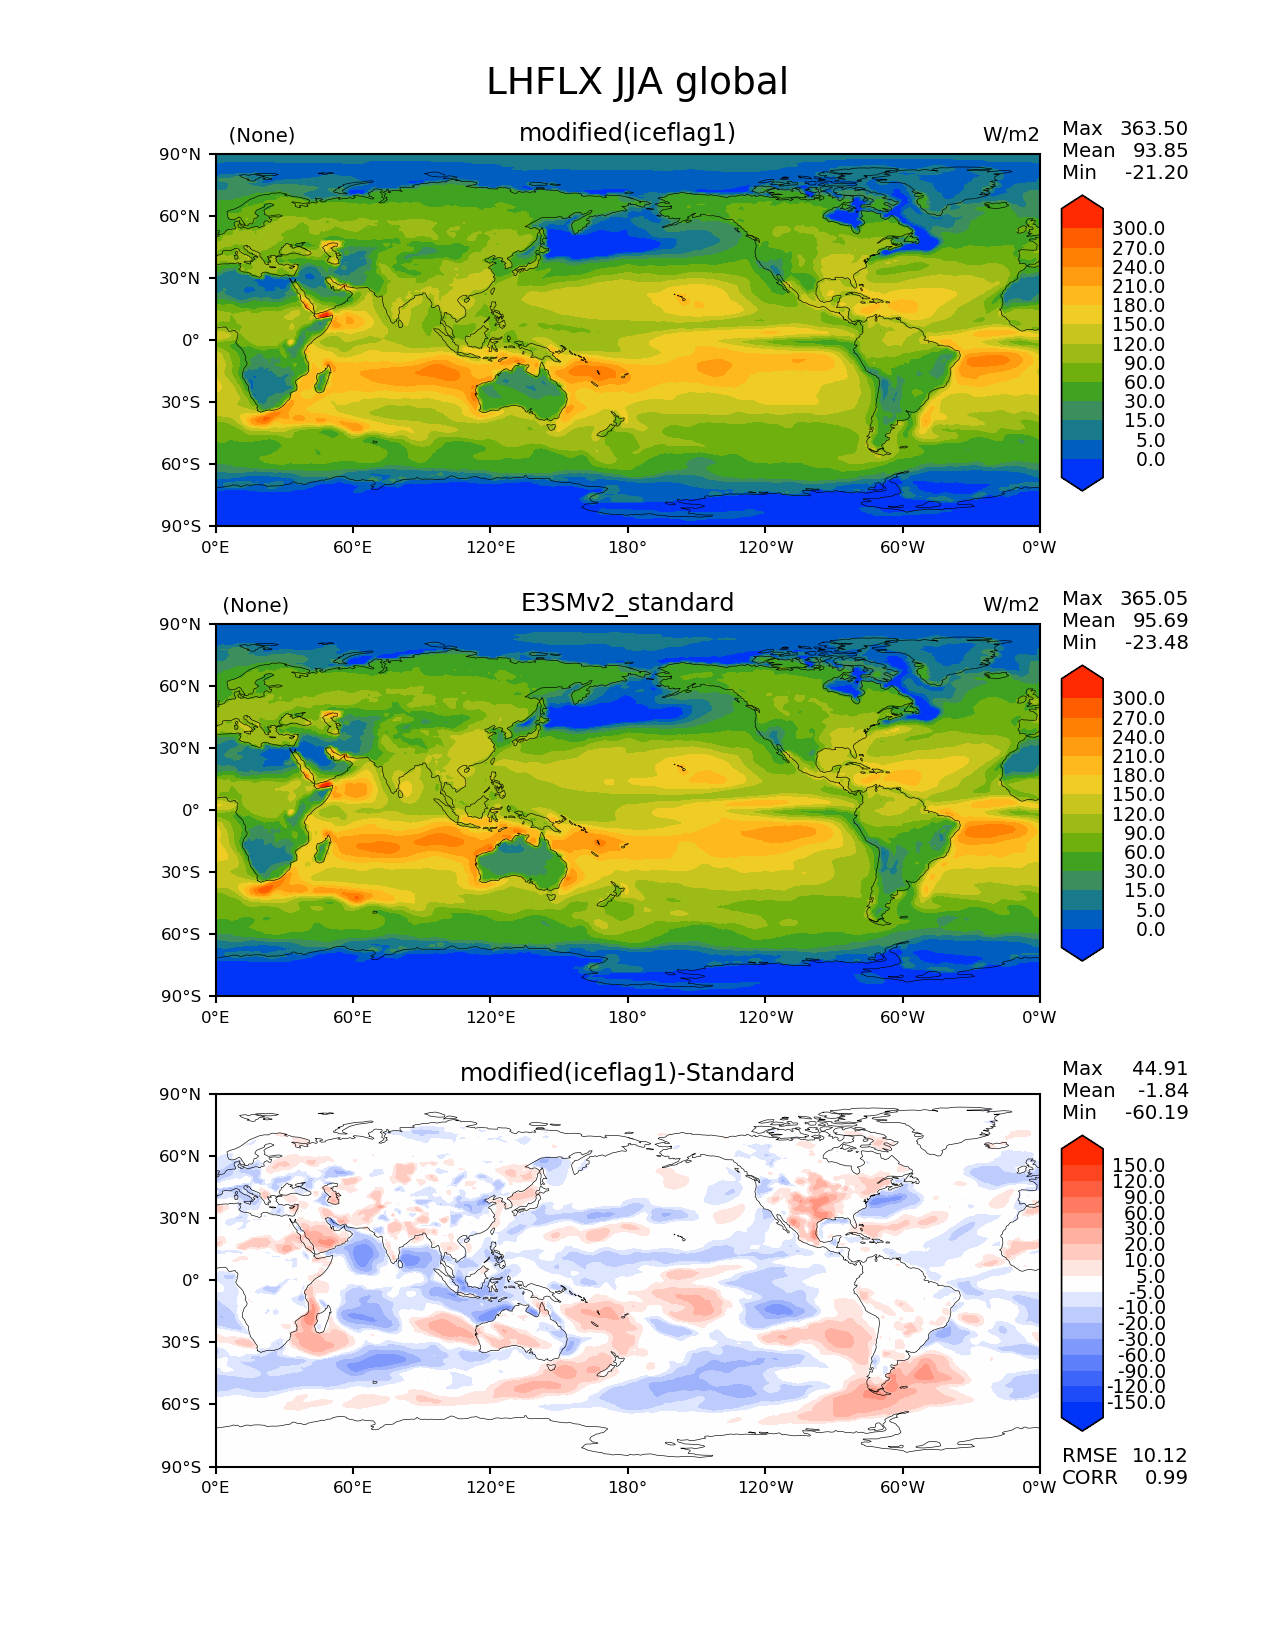 LHFLX JJA global
(None) modified(iceflag1) W/m2
Max 363.50
Mean 93.85
Min -21.20
90°N
60°N
30°N
0°
30°S
60°S
90°S
0°E 60°E 120°E 180° 120°W 60°W 0°W
300.0
270.0
240.0
210.0
180.0
150.0
120.0
90.0
60.0
30.0
15.0
5.0
0.0
(None) E3SMv2_standard W/m2
Max 365.05
Mean 95.69
Min -23.48
90°N
60°N
30°N
0°
30°S
60°S
90°S
0°E 60°E 120°E 180° 120°W 60°W 0°W
300.0
270.0
240.0
210.0
180.0
150.0
120.0
90.0
60.0
30.0
15.0
5.0
0.0
modified(iceflag1)-Standard
Max 44.91
Mean -1.84
Min -60.19
90°N
60°N
30°N
0°
30°S
60°S
90°S
0°E 60°E 120°E 180° 120°W 60°W 0°W
150.0
120.0
90.0
60.0
30.0
20.0
10.0
5.0
-5.0
-10.0
-20.0
-30.0
-60.0
-90.0
-120.0
-150.0
RMSE 10.12
CORR 0.99